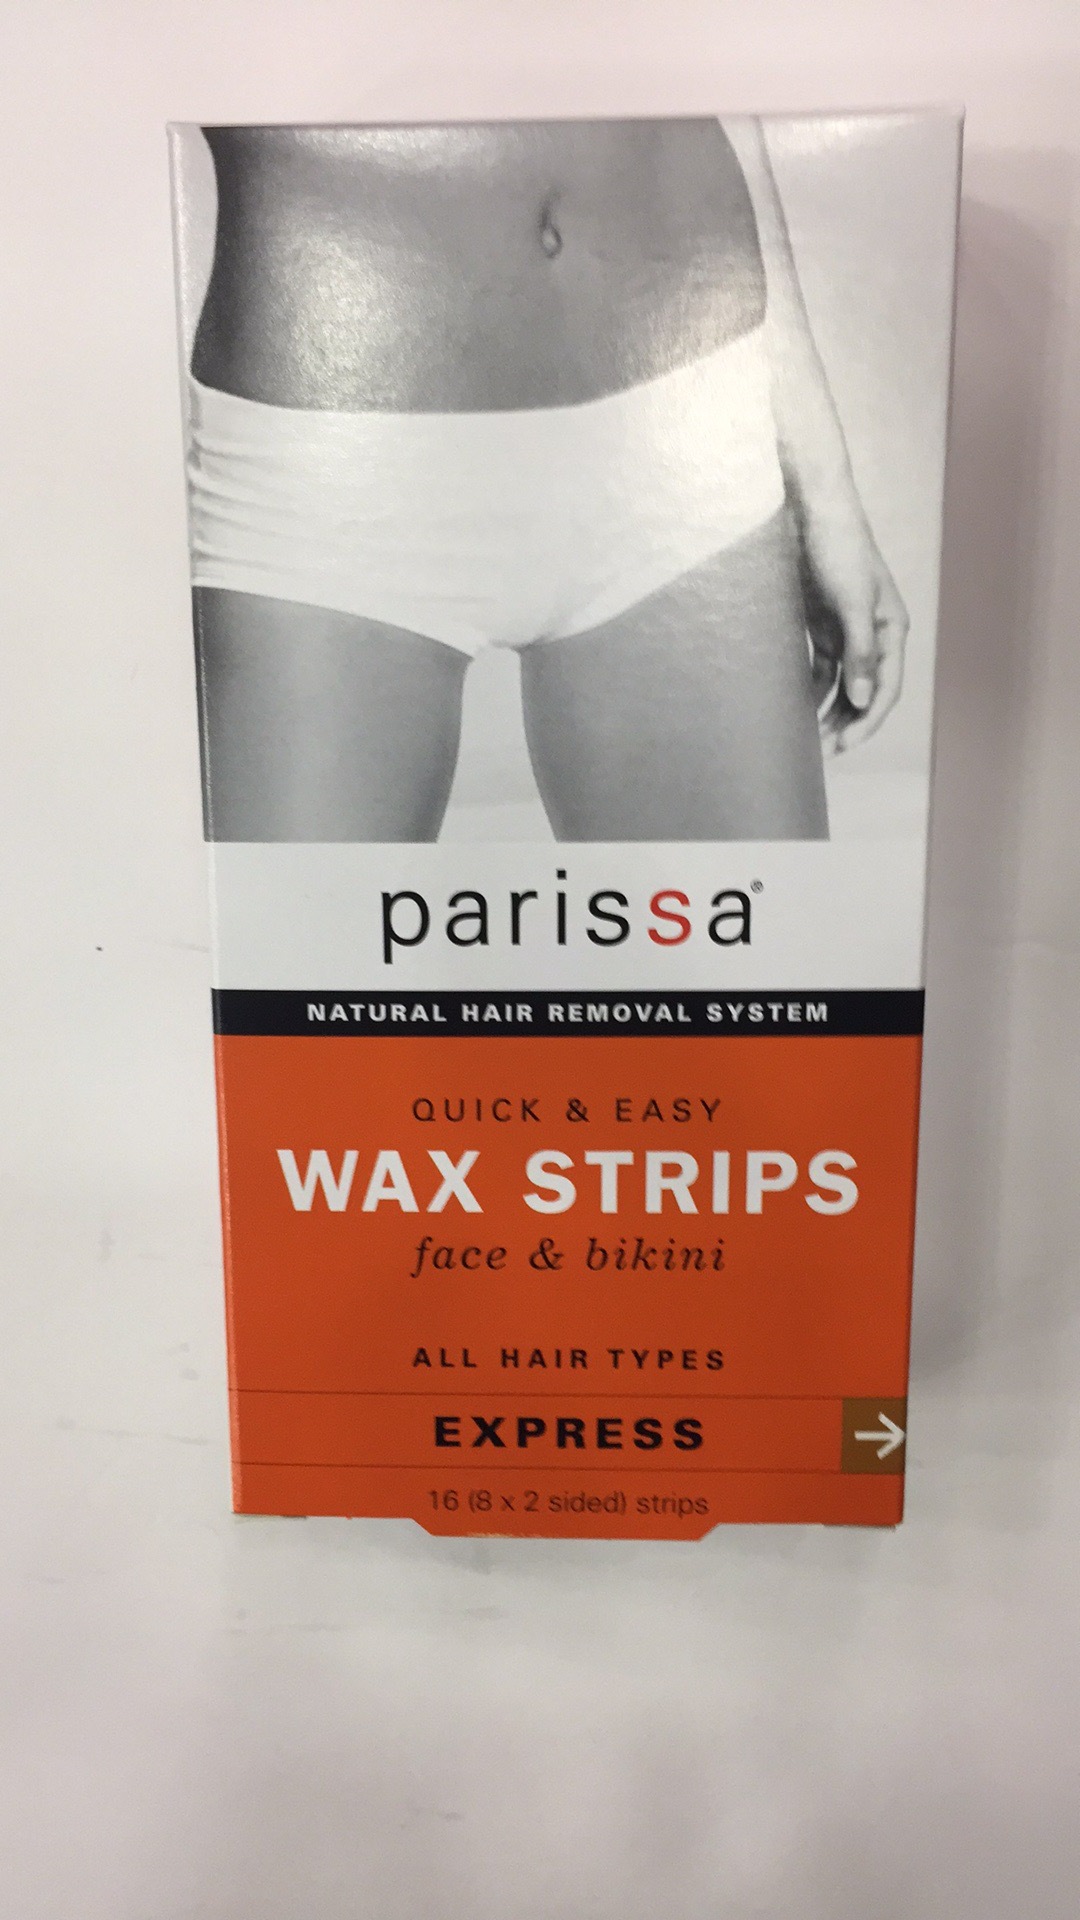 parissa®
NATURAL HAIR REMOVAL SYSTEM
QUICK & EASY
WAX STRIPS
face & bikini
ALL HAIR TYPES
EXPRESS
16 (8 x 2 sided) strips